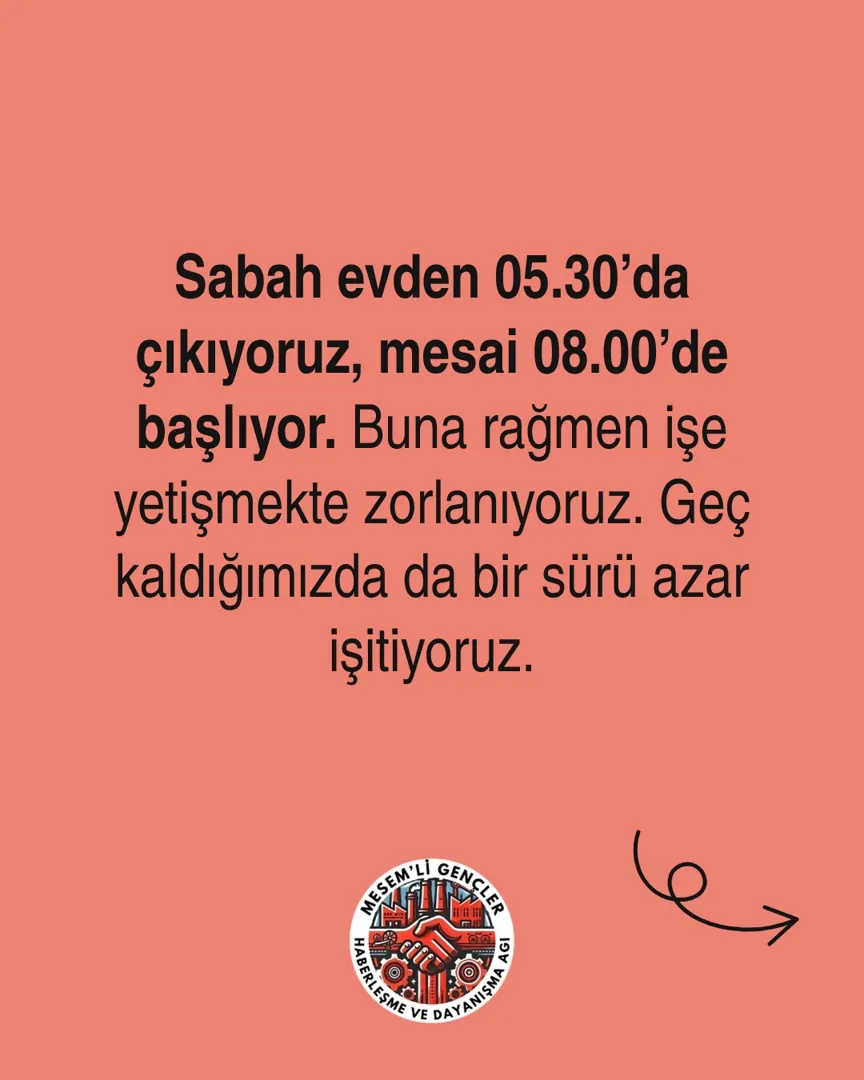 Sabah evden 05.30’da
çıkıyoruz, mesai 08.00’de
başlıyor. Buna rağmen işe
yetişmekte zorlanıyoruz. Geç
kaldığımızda da bir sürü azar
işitiyoruz.
MESEM’Lİ GENÇLER
HABERLEŞME VE DAYANIŞMA AGI